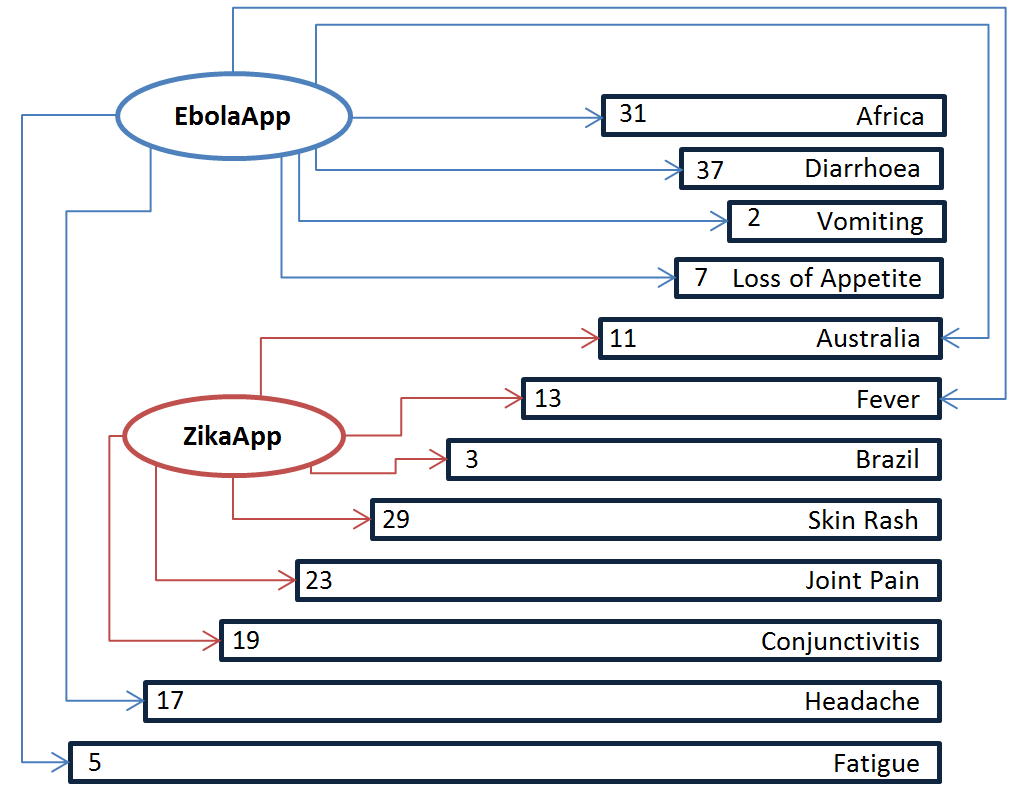 EbolaApp
31 Africa
37 Diarrhoea
2 Vomiting
7 Loss of Appetite
11 Australia
13 Fever
ZikaApp
3 Brazil
29 Skin Rash
23 Joint Pain
19 Conjunctivitis
17 Headache
5 Fatigue